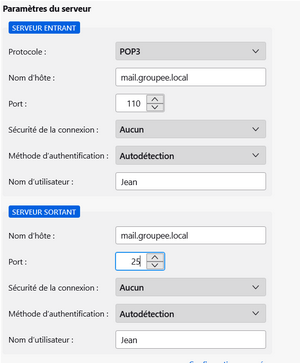 Paramètres du serveur
SERVEUR ENTRANT
Protocole : POP3
Nom d'hôte : mail.groupee.local
Port : 110
Sécurité de la connexion : Aucun
Méthode d'authentification : Autodétection
Nom d'utilisateur : Jean
SERVEUR SORTANT
Nom d'hôte : mail.groupee.local
Port : 25
Sécurité de la connexion : Aucun
Méthode d'authentification : Autodétection
Nom d'utilisateur : Jean